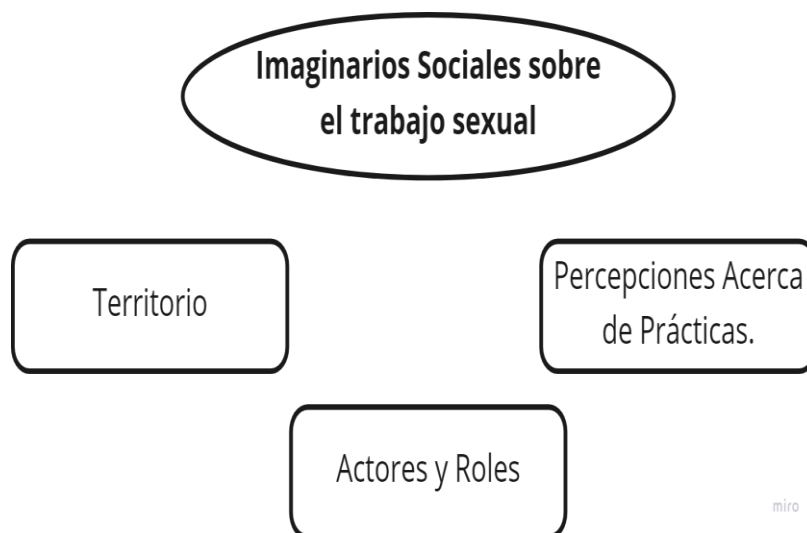 Imaginarios Sociales sobre
el trabajo sexual
Territorio
Percepciones Acerca
de Prácticas.
Actores y Roles
miro